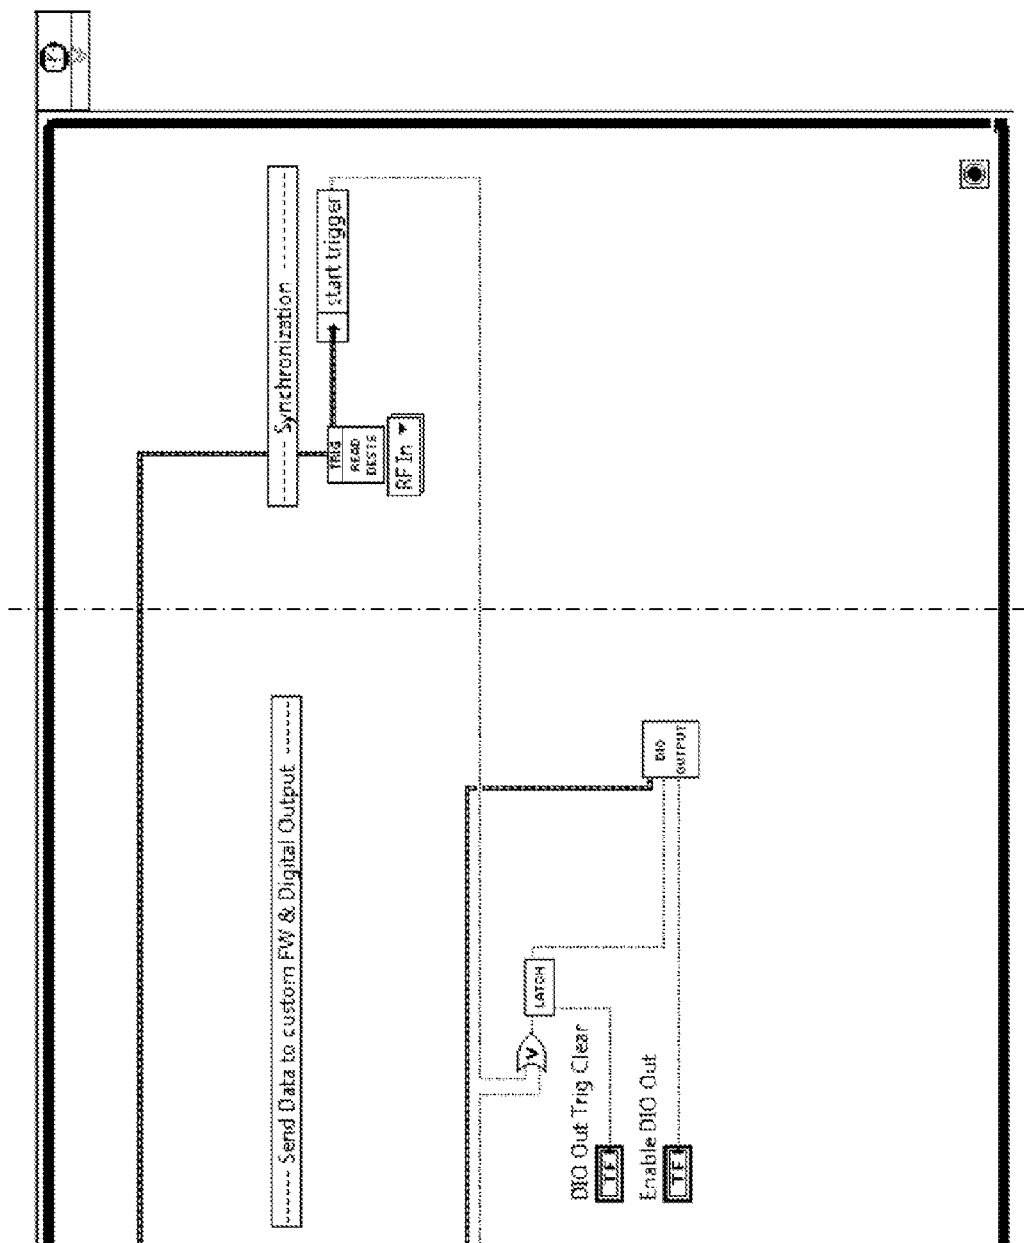 ------ Send Data to custom FW & Digital Output ------
------ Synchronization ----------
start trigger
TRIG
READ
DESTS
RF In
DIO
OUTPUT
LATCH
V
DIO Out Trig Clear
TF
Enable DIO Out
TF